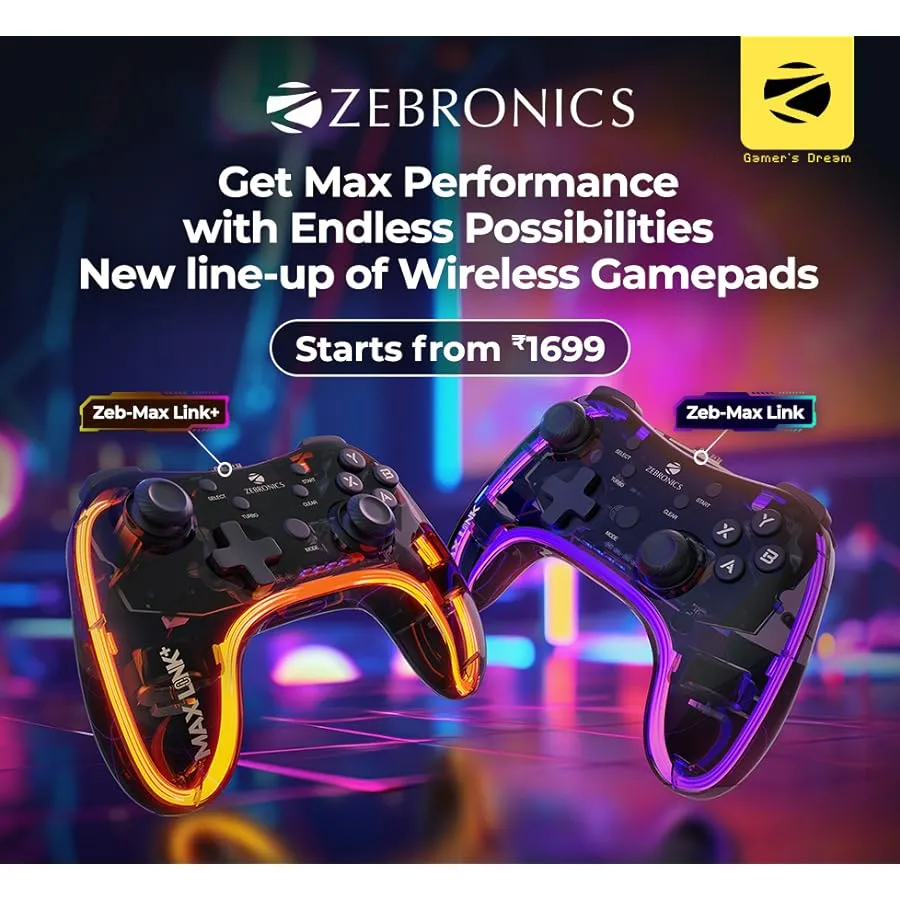 ZEBRONICS
Gamer's Dream
Get Max Performance
with Endless Possibilities
New line-up of Wireless Gamepads
Starts from ₹1699
Zeb-Max Link+
Zeb-Max Link
ZEBRONICS
SELECT
START
TURBO
CLEAR
MODE
Y
X
B
A
MAX LINK+
ZEBRONICS
SELECT
START
TURBO
CLEAR
MODE
Y
X
B
A
LINK